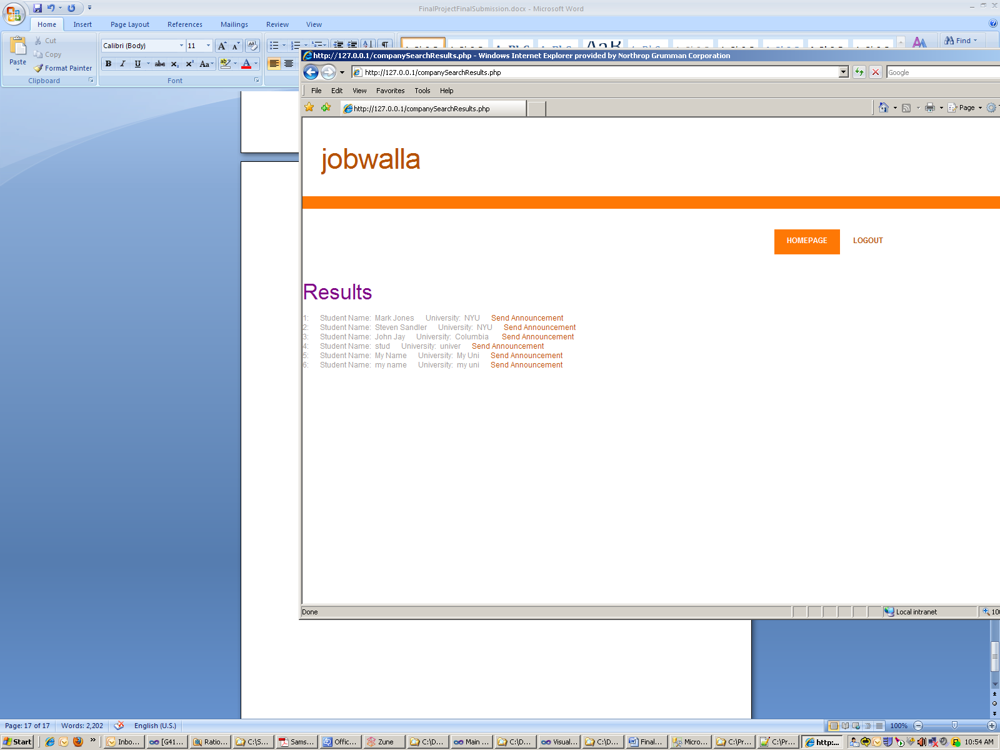 FinalProjectFinalSubmission.docx - Microsoft Word
Home Insert Page Layout References Mailings Review View
Paste
Cut
Copy
Format Painter
Clipboard
Calibri (Body) 11
B I U abc x₂ x² Aa
Font
Find
http://127.0.0.1/companySearchResults.php - Windows Internet Explorer provided by Northrop Grumman Corporation
http://127.0.0.1/companySearchResults.php
Google
File Edit View Favorites Tools Help
http://127.0.0.1/companySearchResults.php
Page
jobwalla
HOMEPAGE LOGOUT
Results
1: Student Name: Mark Jones University: NYU Send Announcement
2: Student Name: Steven Sandler University: NYU Send Announcement
3: Student Name: John Jay University: Columbia Send Announcement
4: Student Name: stud University: univer Send Announcement
5: Student Name: My Name University: My Uni Send Announcement
6: Student Name: my name University: my uni Send Announcement
Done
Local intranet
Page: 17 of 17 Words: 2,202 English (U.S.)
100%
Start
Inbo... [G41... Ratio... C:\S... Sams... Offic... Zune C:\D... Main ... C:\D... Visual... C:\D... Final... Micro... C:\Pr... C:\Pr... http:...
10:54 AM